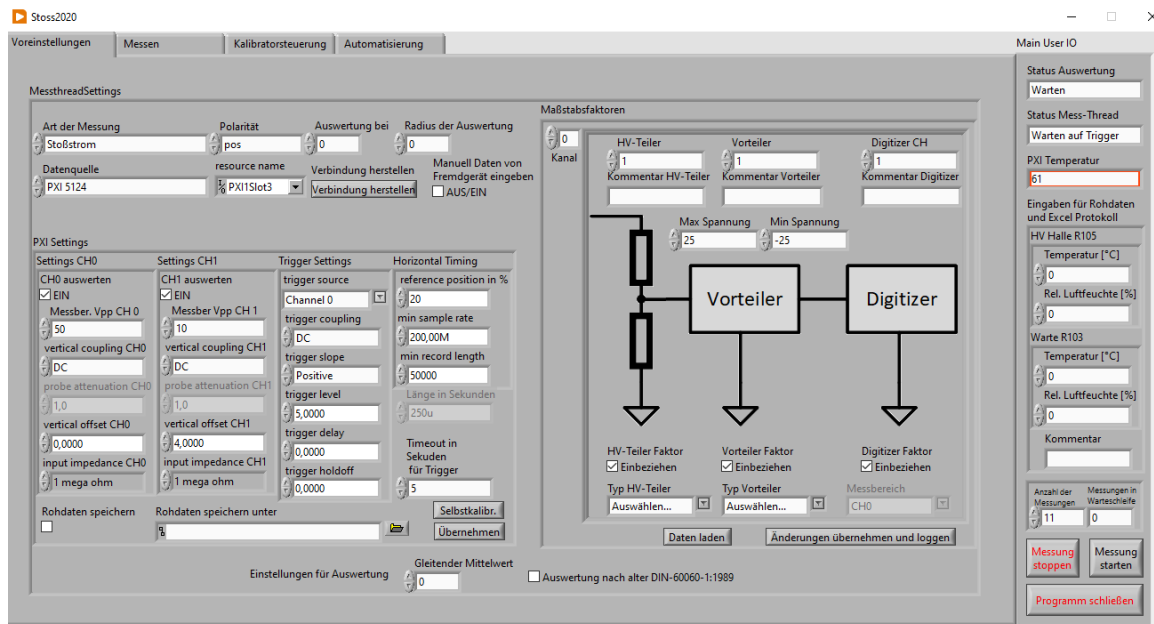 Stoss2020
Voreinstellungen
Messen
Kalibratorsteuerung
Automatisierung
Main User IO
MessthreadSettings
Art der Messung
Stoßstrom
Polarität
pos
Auswertung bei
0
Radius der Auswertung
0
Datenquelle
PXI 5124
resource name
PXI1Slot3
Verbindung herstellen
Verbindung herstellen
Manuell Daten von
Fremdgerät eingeben
AUS/EIN
PXI Settings
Settings CH0
CH0 auswerten
EIN
Messber. Vpp CH 0
50
vertical coupling CH0
DC
probe attenuation CH0
1,0
vertical offset CH0
0,0000
input impedance CH0
1 mega ohm
Settings CH1
CH1 auswerten
EIN
Messber Vpp CH 1
10
vertical coupling CH1
DC
probe attenuation CH1
1,0
vertical offset CH1
4,0000
input impedance CH1
1 mega ohm
Trigger Settings
trigger source
Channel 0
trigger coupling
DC
trigger slope
Positive
trigger level
5,0000
trigger delay
0,0000
trigger holdoff
0,0000
Horizontal Timing
reference position in %
20
min sample rate
200,00M
min record length
50000
Länge in Sekunden
250u
Timeout in
Sekuden
für Trigger
5
Rohdaten speichern
Rohdaten speichern unter
Selbstkalibr.
Übernehmen
Einstellungen für Auswertung
Gleitender Mittelwert
0
Auswertung nach alter DIN-60060-1:1989
Maßstabsfaktoren
0
Kanal
HV-Teiler
1
Kommentar HV-Teiler
Vorteiler
1
Kommentar Vorteiler
Digitizer CH
1
Kommentar Digitizer
Max Spannung
25
Min Spannung
-25
Vorteiler
Digitizer
HV-Teiler Faktor
Einbeziehen
Typ HV-Teiler
Auswählen...
Vorteiler Faktor
Einbeziehen
Typ Vorteiler
Auswählen...
Digitizer Faktor
Einbeziehen
Messbereich
CH0
Daten laden
Änderungen übernehmen und loggen
Status Auswertung
Warten
Status Mess-Thread
Warten auf Trigger
PXI Temperatur
61
Eingaben für Rohdaten
und Excel Protokoll
HV Halle R105
Temperatur [°C]
0
Rel. Luftfeuchte [%]
0
Warte R103
Temperatur [°C]
0
Rel. Luftfeuchte [%]
0
Kommentar
Anzahl der
Messungen
11
Messungen in
Warteschleife
0
Messung
stoppen
Messung
starten
Programm schließen